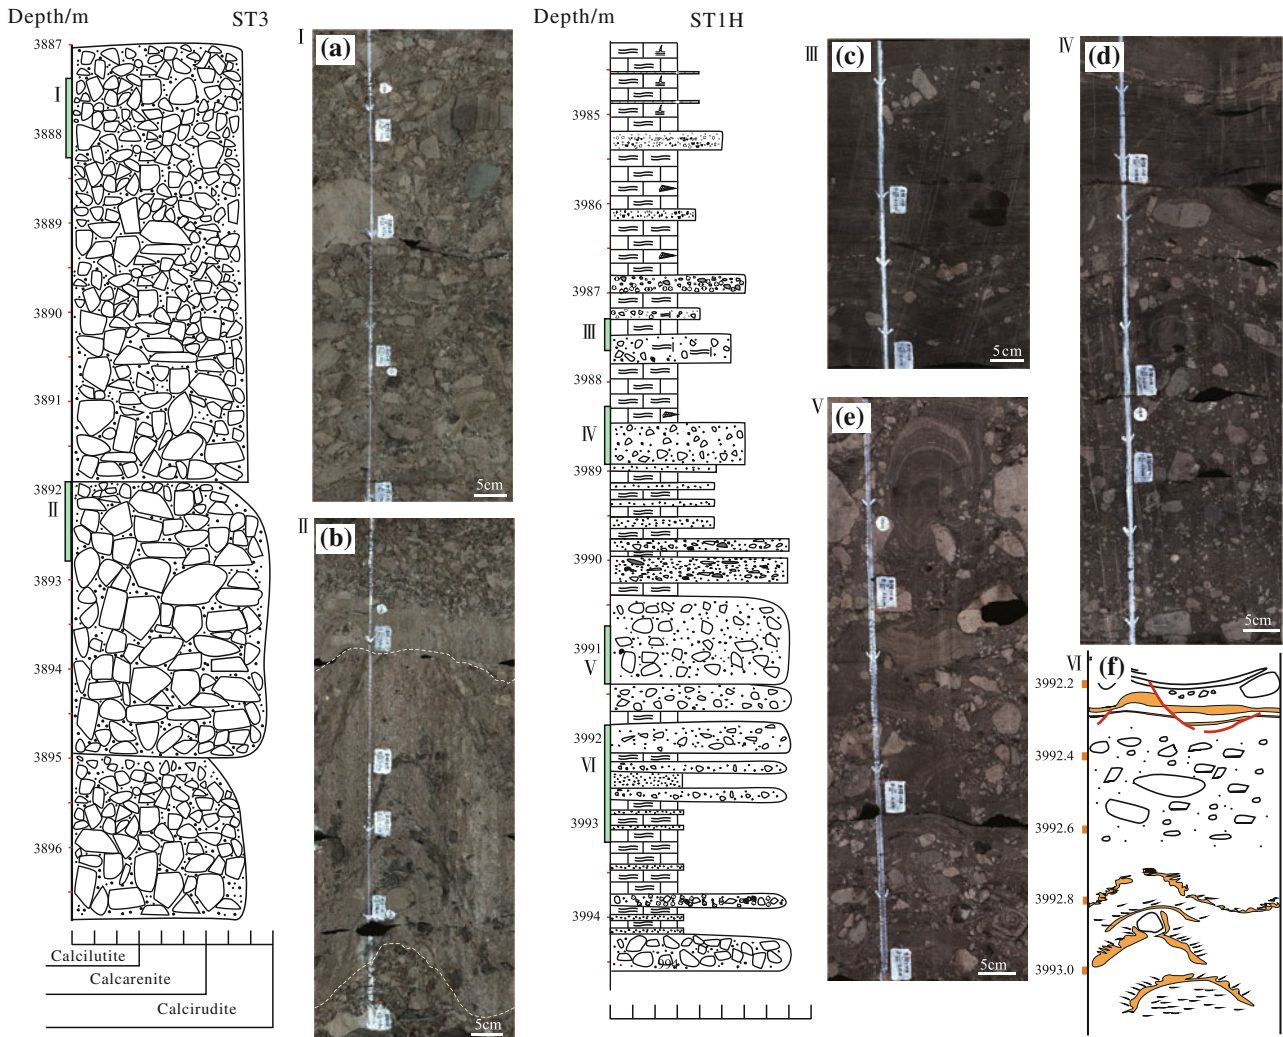 Depth/m
ST3
3887
I
3888
3889
3890
3891
3892
II
3893
3894
3895
3896
Calcilutite
Calcarenite
Calcirudite
I
(a)
5cm
II
(b)
5cm
Depth/m
ST1H
3985
3986
3987
III
3988
IV
3989
3990
3991
V
3992
VI
3993
3994
994
III
(c)
5cm
IV
(d)
5cm
V
(e)
5cm
VI
(f)
3992.2
3992.4
3992.6
3992.8
3993.0